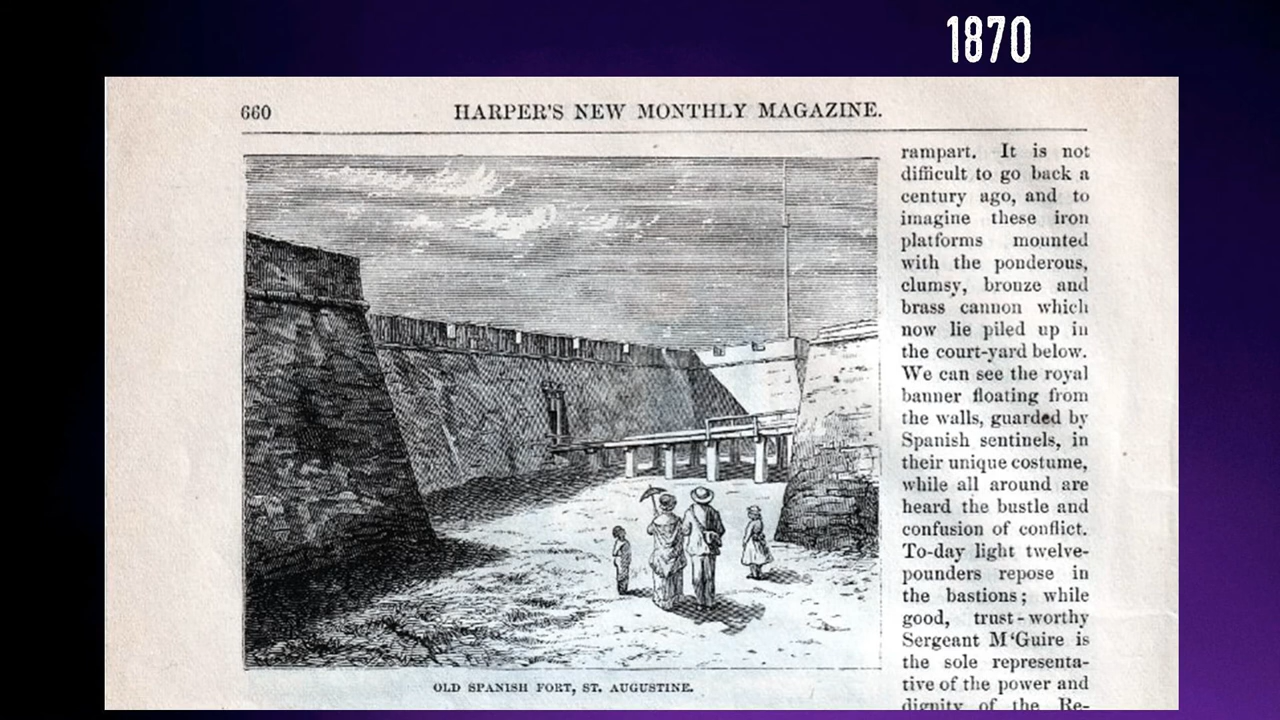 1870
660
HARPER'S NEW MONTHLY MAGAZINE.
rampart. It is not
difficult to go back a
century ago, and to
imagine these iron
platforms mounted
with the ponderous,
clumsy, bronze and
brass cannon which
now lie piled up in
the court-yard below.
We can see the royal
banner floating from
the walls, guarded by
Spanish sentinels, in
their unique costume,
while all around are
heard the bustle and
confusion of conflict.
To-day light twelve-
pounders repose in
the bastions; while
good, trust-worthy
Sergeant M'Guire is
the sole representa-
tive of the power and
dignity of the Re-
OLD SPANISH FORT, ST. AUGUSTINE.